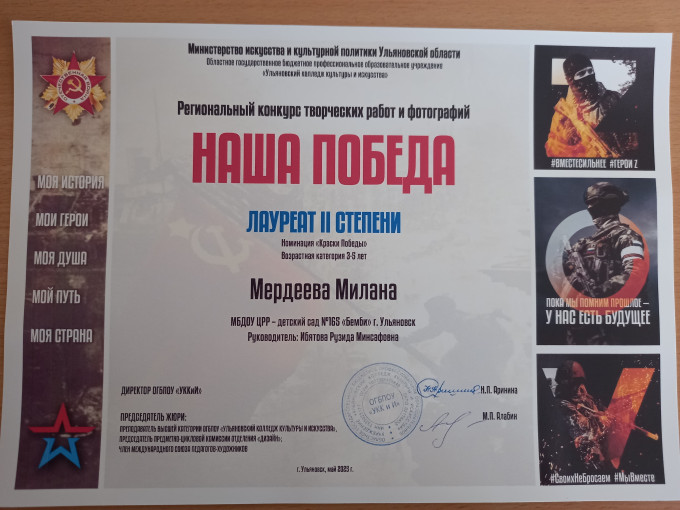 Министерство искусства и культурной политики Ульяновской области
Областное государственное бюджетное профессиональное образовательное учреждение
«Ульяновский колледж культуры и искусства»
Региональный конкурс творческих работ и фотографий
НАША ПОБЕДА
ЛАУРЕАТ II СТЕПЕНИ
Номинация «Краски Победы»
Возрастная категория 3-5 лет
Мердеева Милана
МБДОУ ЦРР – детский сад №165 «Бемби» г. Ульяновск
Руководитель: Ибятова Рузида Минсафовна
ДИРЕКТОР ОГБПОУ «УККиИ»
Н.П. Аринина
ПРЕДСЕДАТЕЛЬ ЖЮРИ:
ПРЕПОДАВАТЕЛЬ ВЫСШЕЙ КАТЕГОРИИ ОГБПОУ «УЛЬЯНОВСКИЙ КОЛЛЕДЖ КУЛЬТУРЫ И ИСКУССТВА»,
ПРЕДСЕДАТЕЛЬ ПРЕДМЕТНО-ЦИКЛОВОЙ КОМИССИИ ОТДЕЛЕНИЯ «ДИЗАЙН»,
ЧЛЕН МЕЖДУНАРОДНОГО СОЮЗА ПЕДАГОГОВ-ХУДОЖНИКОВ
М.П. Алабин
ОГБПОУ
«УКК и И»
г. Ульяновск, май 2023 г.
МОЯ ИСТОРИЯ
МОИ ГЕРОИ
МОЯ ДУША
МОЙ ПУТЬ
МОЯ СТРАНА
#ВМЕСТЕСИЛЬНЕЕ #ГЕРОИ Z
ПОКА МЫ ПОМНИМ ПРОШЛОЕ –
У НАС ЕСТЬ БУДУЩЕЕ
#СвоихНеБросаем #МыВместе